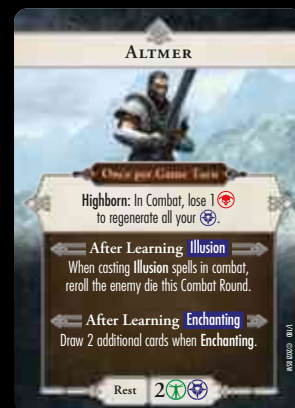 ALTMER
Once per Game Turn
Highborn: In Combat, lose 1
to regenerate all your .
After Learning Illusion
When casting Illusion spells in combat,
reroll the enemy die this Combat Round.
After Learning Enchanting
Draw 2 additional cards when Enchanting.
Rest 2